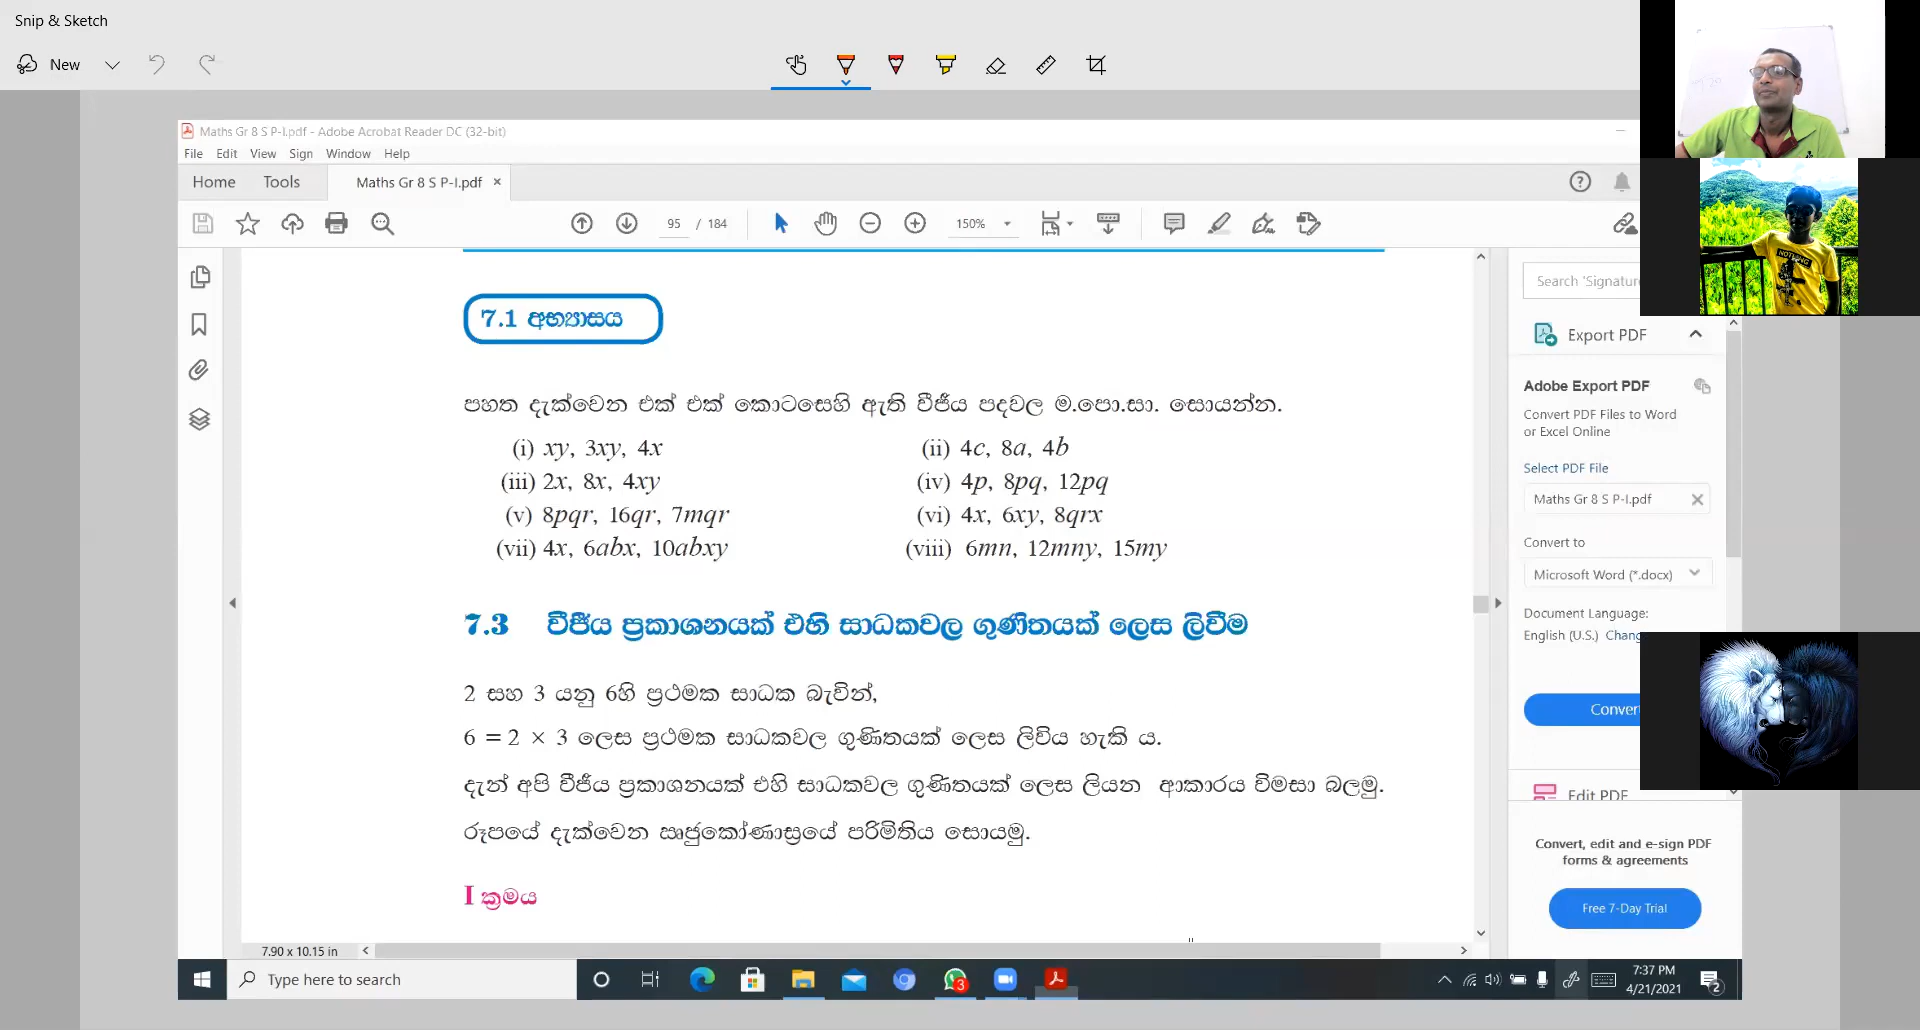 Snip & Sketch
New
Maths Gr 8 S P-I.pdf - Adobe Acrobat Reader DC (32-bit)
File Edit View Sign Window Help
Home Tools Maths Gr 8 S P-I.pdf ×
95 / 184 150%
7.1 අභ්‍යාසය
පහත දැක්වෙන එක් එක් කොටසෙහි ඇති වීජීය පදවල ම.පො.සා. සොයන්න.
(i) xy, 3xy, 4x (ii) 4c, 8a, 4b
(iii) 2x, 8x, 4xy (iv) 4p, 8pq, 12pq
(v) 8pqr, 16qr, 7mqr (vi) 4x, 6xy, 8qrx
(vii) 4x, 6abx, 10abxy (viii) 6mn, 12mny, 15my
7.3 වීජීය ප්‍රකාශනයක් එහි සාධකවල ගුණිතයක් ලෙස ලිවීම
2 සහ 3 යනු 6හි ප්‍රථමක සාධක බැවින්,
6 = 2 × 3 ලෙස ප්‍රථමක සාධකවල ගුණිතයක් ලෙස ලිවිය හැකි ය.
දැන් අපි වීජීය ප්‍රකාශනයක් එහි සාධකවල ගුණිතයක් ලෙස ලියන ආකාරය විමසා බලමු.
රූපයේ දැක්වෙන ඍජුකෝණාස්‍රයේ පරිමිතිය සොයමු.
I ක්‍රමය
7.90 x 10.15 in
Search 'Signature
Export PDF
Adobe Export PDF
Convert PDF Files to Word
or Excel Online
Select PDF File
Maths Gr 8 S P-I.pdf
Convert to
Microsoft Word (*.docx)
Document Language:
English (U.S.) Chang
Conver
Edit PDF
Convert, edit and e-sign PDF
forms & agreements
Free 7-Day Trial
NOTHING
Type here to search
3
7:37 PM
4/21/2021
2